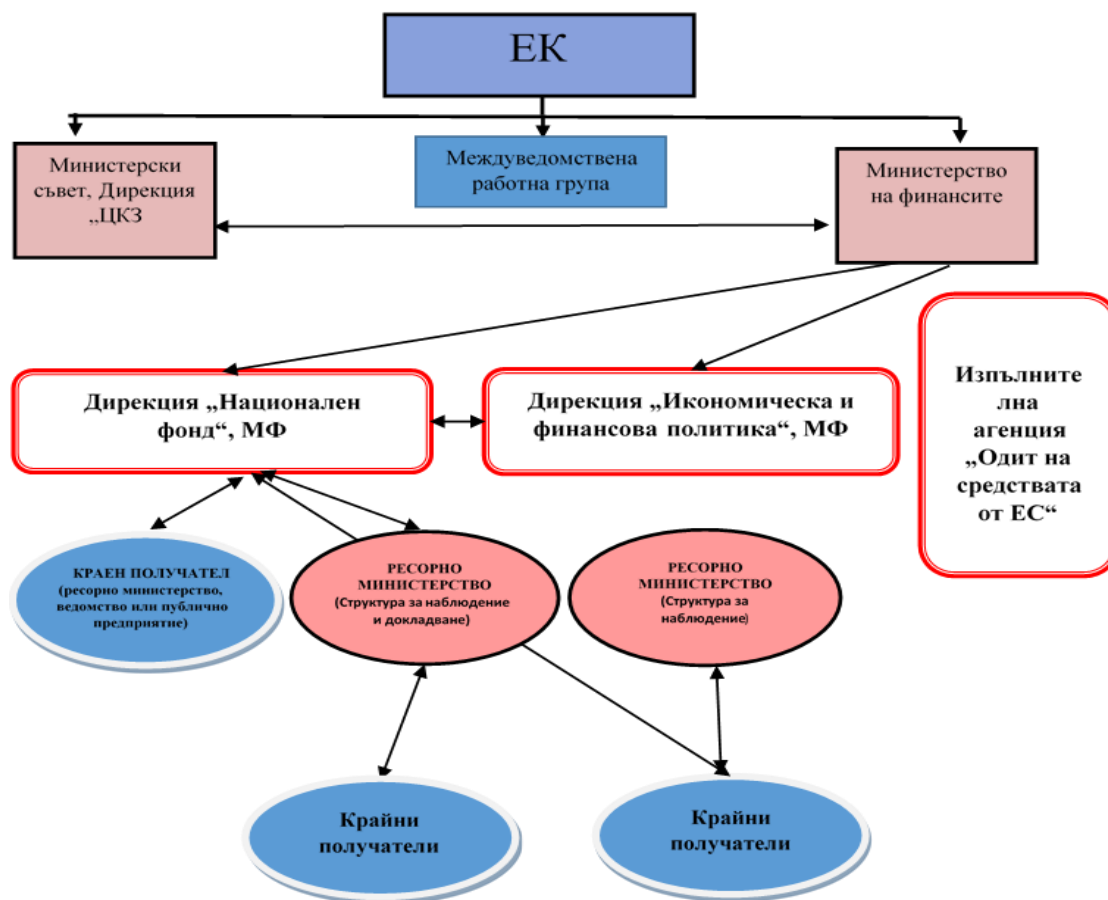 ЕК
Министерски
съвет, Дирекция
„ЦКЗ
Междуведомствена
работна група
Министерство
на финансите
Дирекция „Национален
фонд“, МФ
Дирекция „Икономическа и
финансова политика“, МФ
Изпълните
лна
агенция
„Одит на
средствата
от ЕС“
КРАЕН ПОЛУЧАТЕЛ
(ресорно министерство,
ведомство или публично
предприятие)
РЕСОРНО
МИНИСТЕРСТВО
(Структура за наблюдение
и докладване)
РЕСОРНО
МИНИСТЕРСТВО
(Структура за
наблюдение)
Крайни
получатели
Крайни
получатели